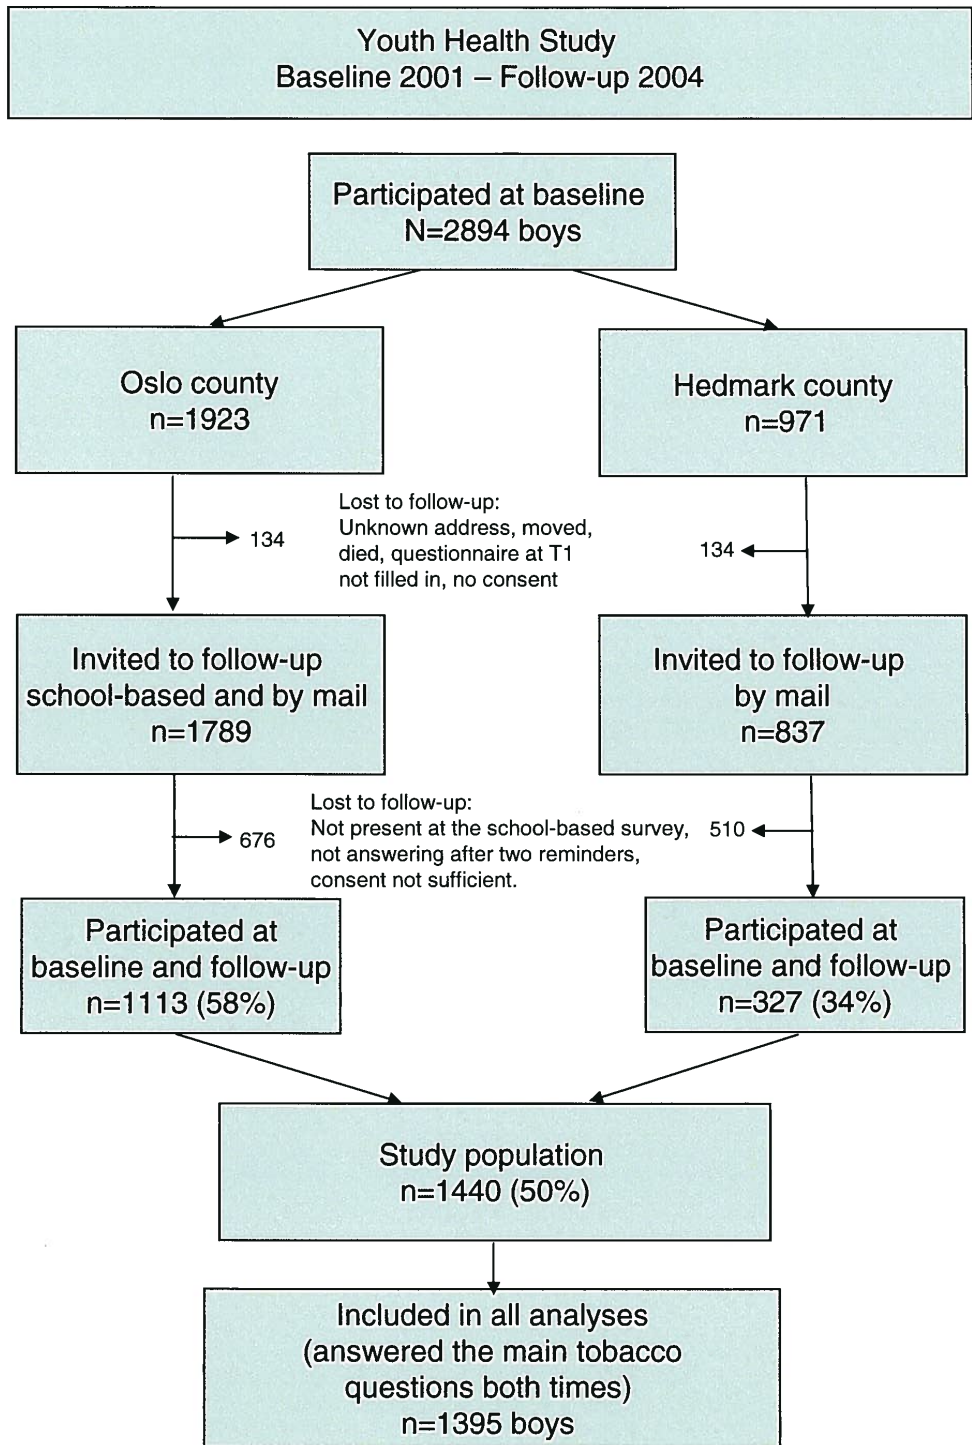 Youth Health Study
Baseline 2001 – Follow-up 2004
Participated at baseline
N=2894 boys
Oslo county
n=1923
Hedmark county
n=971
Lost to follow-up:
Unknown address, moved,
died, questionnaire at T1
not filled in, no consent
134
134
Invited to follow-up
school-based and by mail
n=1789
Invited to follow-up
by mail
n=837
Lost to follow-up:
Not present at the school-based survey,
not answering after two reminders,
consent not sufficient.
676
510
Participated at
baseline and follow-up
n=1113 (58%)
Participated at
baseline and follow-up
n=327 (34%)
Study population
n=1440 (50%)
Included in all analyses
(answered the main tobacco
questions both times)
n=1395 boys